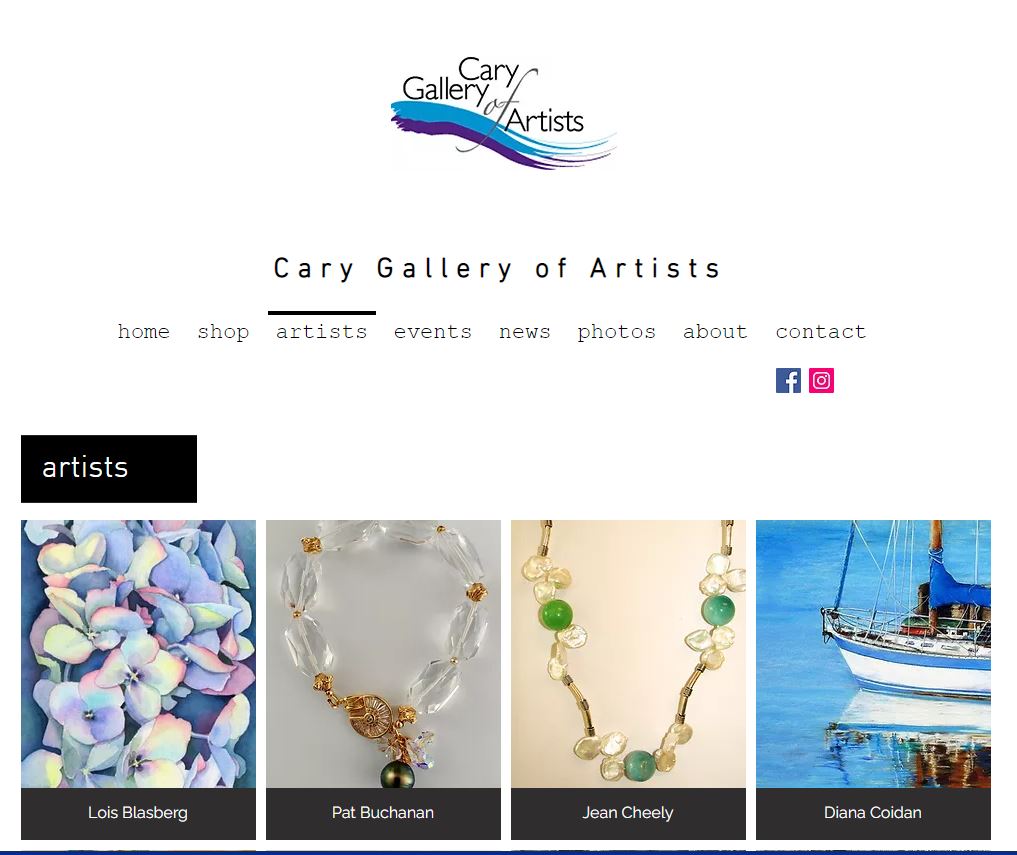 Cary
Gallery of
Artists
Cary Gallery of Artists
home shop artists events news photos about contact
artists
Lois Blasberg Pat Buchanan Jean Cheely Diana Coidan